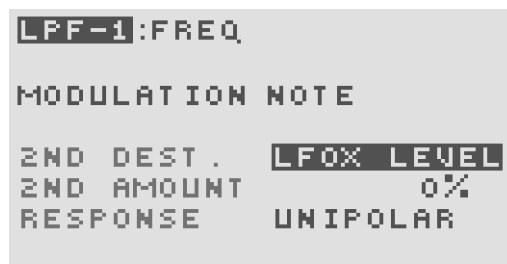 LPF-1:FREQ
MODULATION NOTE
2ND DEST. LFOX LEVEL
2ND AMOUNT 0%
RESPONSE UNIPOLAR